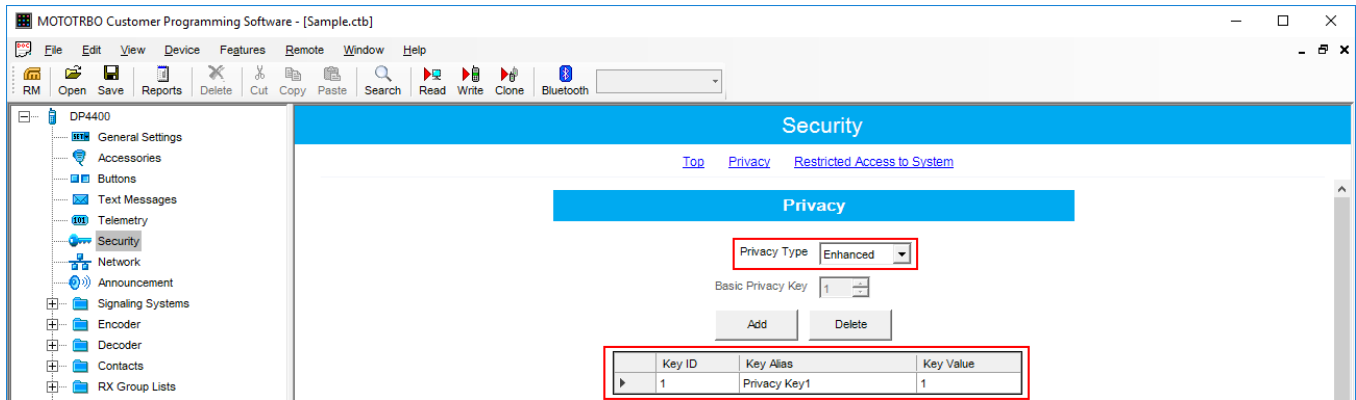 MOTOTRBO Customer Programming Software - [Sample.ctb]
File Edit View Device Features Remote Window Help
RM Open Save Reports Delete Cut Copy Paste Search Read Write Clone Bluetooth
DP4400
General Settings
Accessories
Buttons
Text Messages
Telemetry
Security
Network
Announcement
Signaling Systems
Encoder
Decoder
Contacts
RX Group Lists
Security
Top Privacy Restricted Access to System
Privacy
Privacy Type Enhanced
Basic Privacy Key 1
Add Delete
Key ID Key Alias Key Value
1 Privacy Key1 1